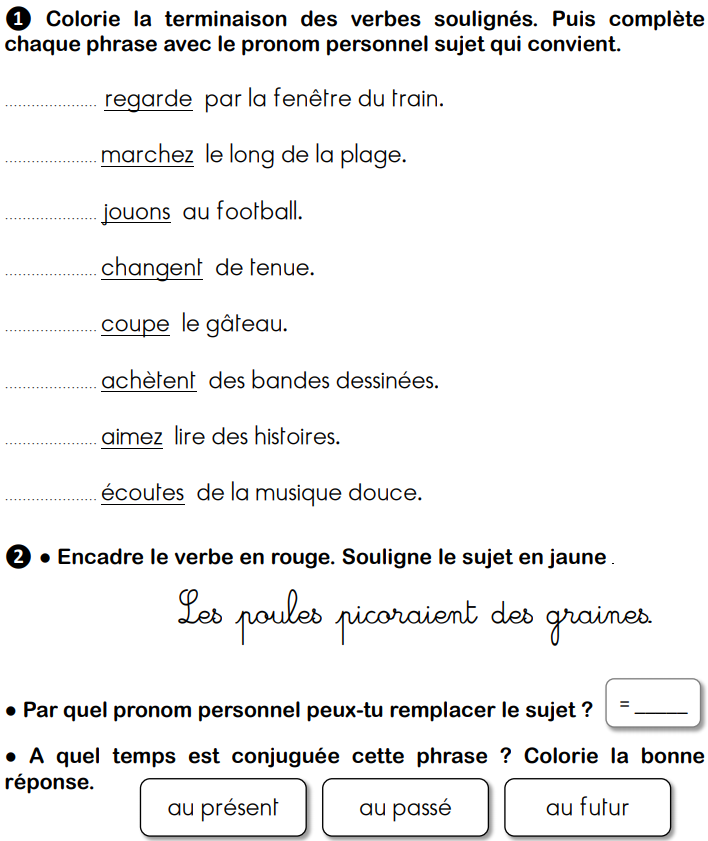 1 Colorie la terminaison des verbes soulignés. Puis complète
chaque phrase avec le pronom personnel sujet qui convient.
..................... regarde par la fenêtre du train.
..................... marchez le long de la plage.
..................... jouons au football.
..................... changent de tenue.
..................... coupe le gâteau.
..................... achètent des bandes dessinées.
..................... aimez lire des histoires.
..................... écoutes de la musique douce.
2 • Encadre le verbe en rouge. Souligne le sujet en jaune .
Les poules picoraient des graines.
• Par quel pronom personnel peux-tu remplacer le sujet ? = _____
• A quel temps est conjuguée cette phrase ? Colorie la bonne
réponse.
au présent au passé au futur